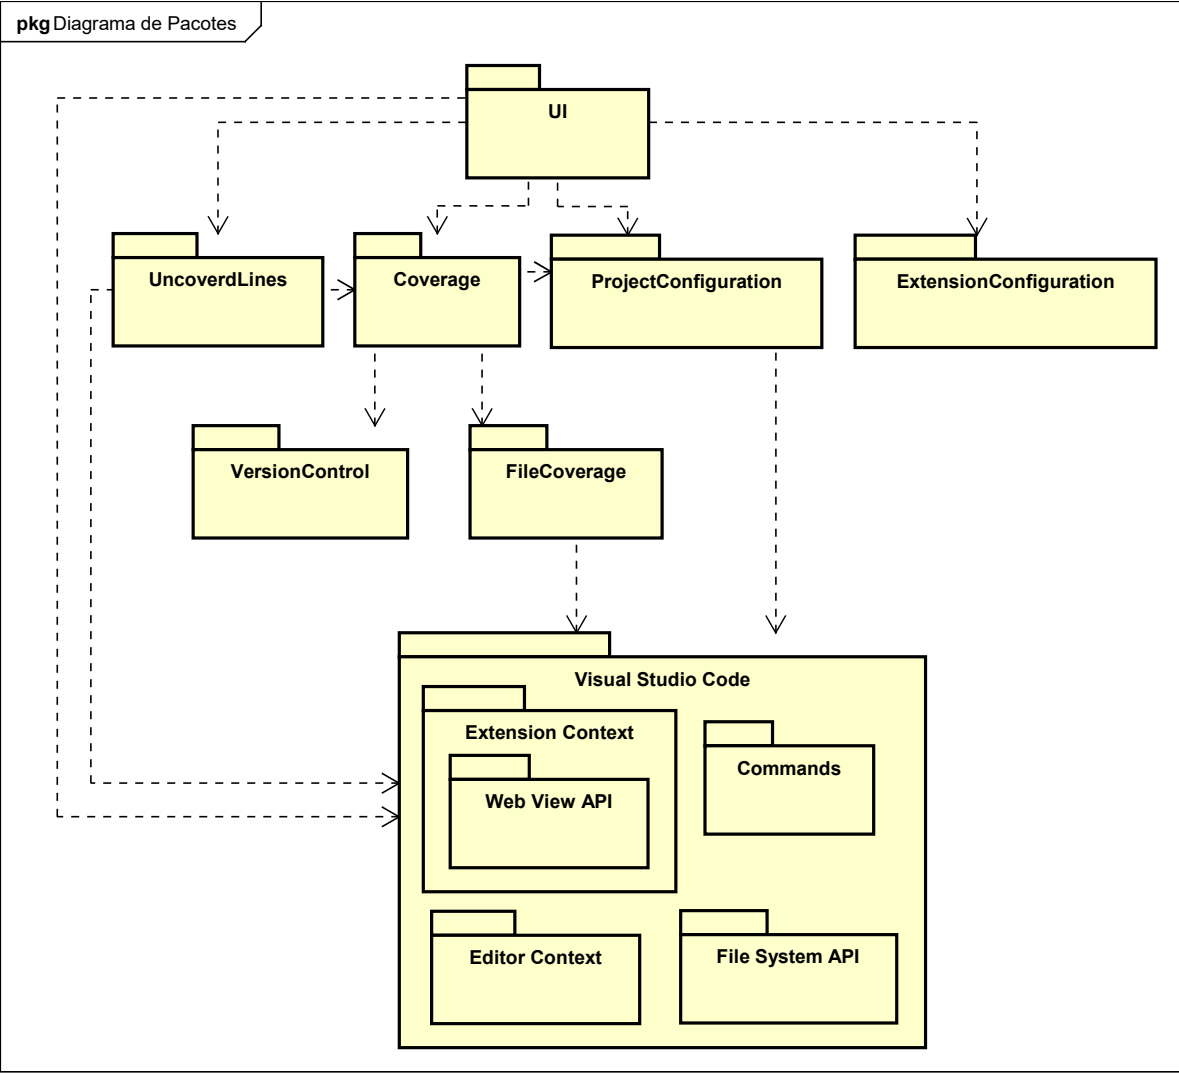 pkg Diagrama de Pacotes
UI
UncoverdLines
Coverage
ProjectConfiguration
ExtensionConfiguration
VersionControl
FileCoverage
Visual Studio Code
Extension Context
Commands
Web View API
Editor Context
File System API